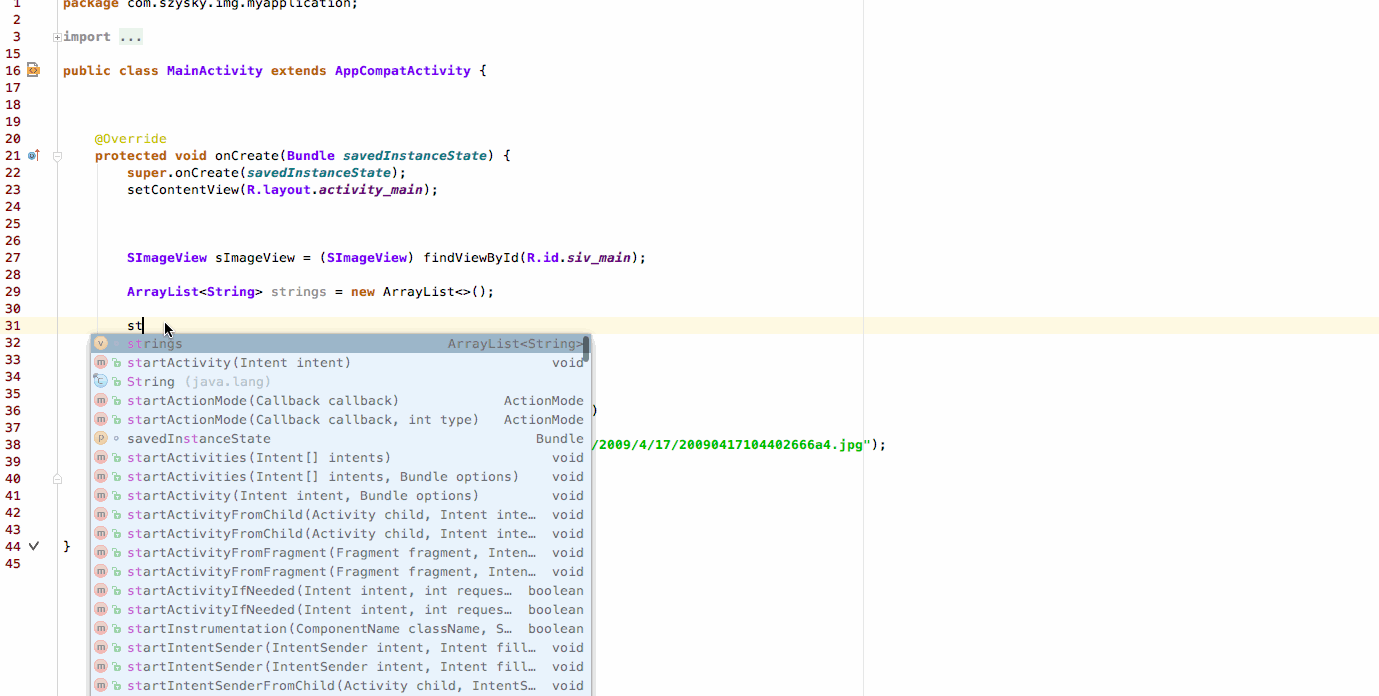 1 package com.szysky.img.myapplication;
2
3 import ...
15
16 public class MainActivity extends AppCompatActivity {
17
18
19
20 @Override
21 protected void onCreate(Bundle savedInstanceState) {
22 super.onCreate(savedInstanceState);
23 setContentView(R.layout.activity_main);
24
25
26
27 SImageView sImageView = (SImageView) findViewById(R.id.siv_main);
28
29 ArrayList<String> strings = new ArrayList<>();
30
31 st
32 v strings ArrayList<String>
33 m startActivity(Intent intent) void
34 C String (java.lang)
35 m startActionMode(Callback callback) ActionMode
36 )
m startActionMode(Callback callback, int type) ActionMode
37 p savedInstanceState Bundle
38 /2009/4/17/20090417104402666a4.jpg");
39 m startActivities(Intent[] intents) void
40 m startActivities(Intent[] intents, Bundle options) void
41 m startActivity(Intent intent, Bundle options) void
42 m startActivityFromChild(Activity child, Intent inte… void
43 m startActivityFromChild(Activity child, Intent inte… void
44 }
m startActivityFromFragment(Fragment fragment, Inten… void
45 m startActivityFromFragment(Fragment fragment, Inten… void
m startActivityIfNeeded(Intent intent, int reques… boolean
m startActivityIfNeeded(Intent intent, int reques… boolean
m startInstrumentation(ComponentName className, S… boolean
m startIntentSender(IntentSender intent, Intent fill… void
m startIntentSender(IntentSender intent, Intent fill… void
m startIntentSenderFromChild(Activity child, IntentS… void